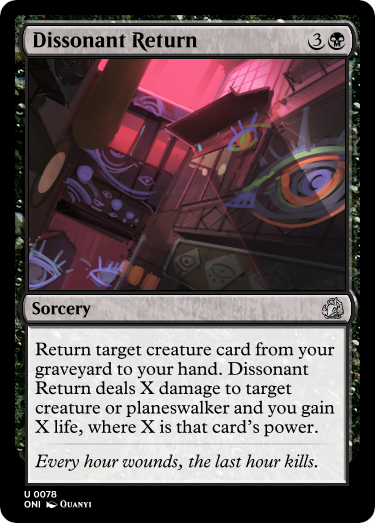 Dissonant Return 3
Sorcery
Return target creature card from your
graveyard to your hand. Dissonant
Return deals X damage to target
creature or planeswalker and you gain
X life, where X is that card's power.
Every hour wounds, the last hour kills.
U 0078
ONI Quanyi